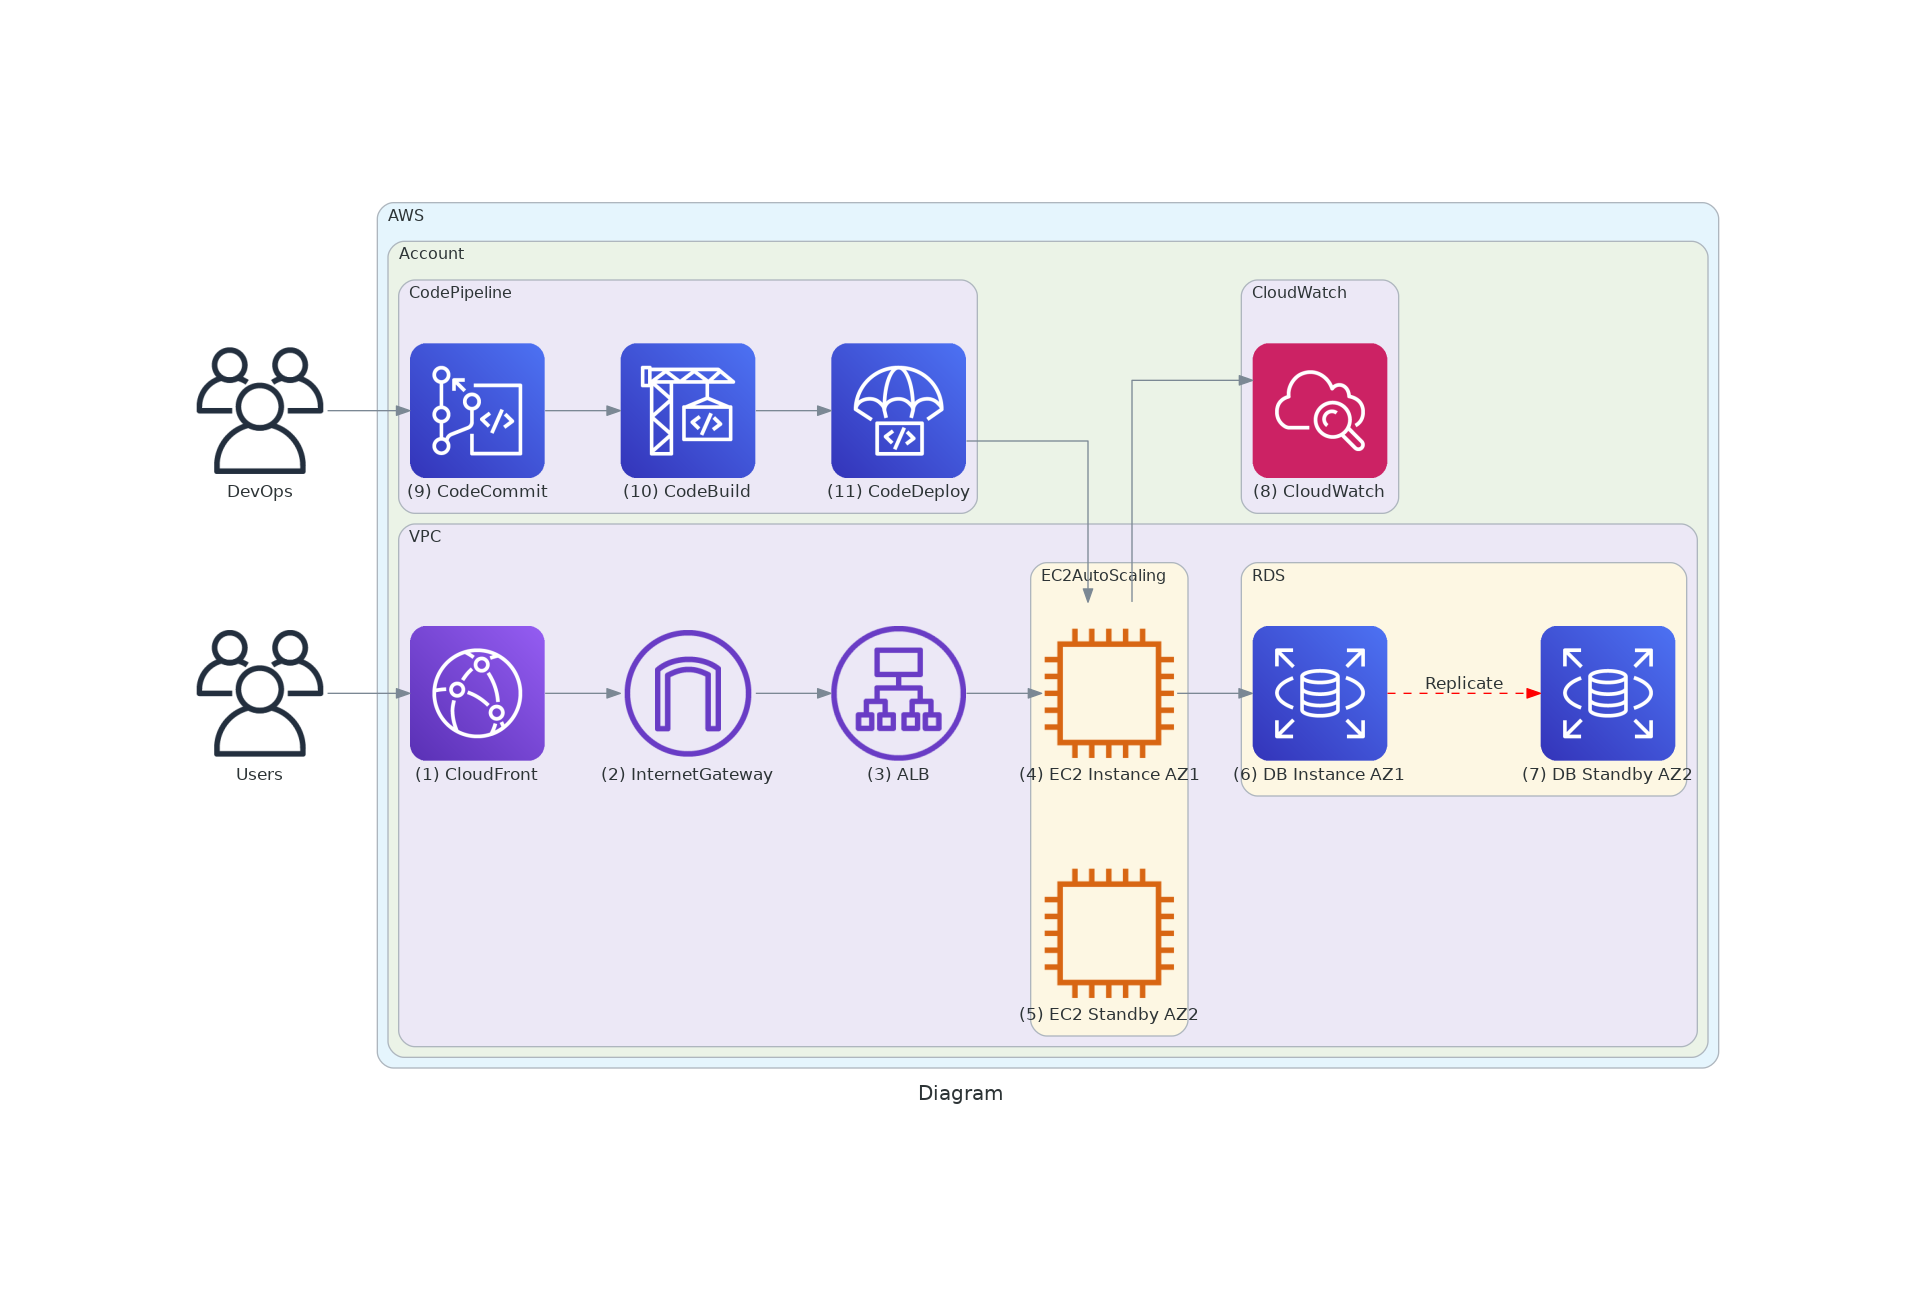 AWS
Account
CodePipeline
CloudWatch
DevOps
(9) CodeCommit
(10) CodeBuild
(11) CodeDeploy
(8) CloudWatch
VPC
EC2AutoScaling
RDS
Replicate
Users
(1) CloudFront
(2) InternetGateway
(3) ALB
(4) EC2 Instance AZ1
(6) DB Instance AZ1
(7) DB Standby AZ2
(5) EC2 Standby AZ2
Diagram